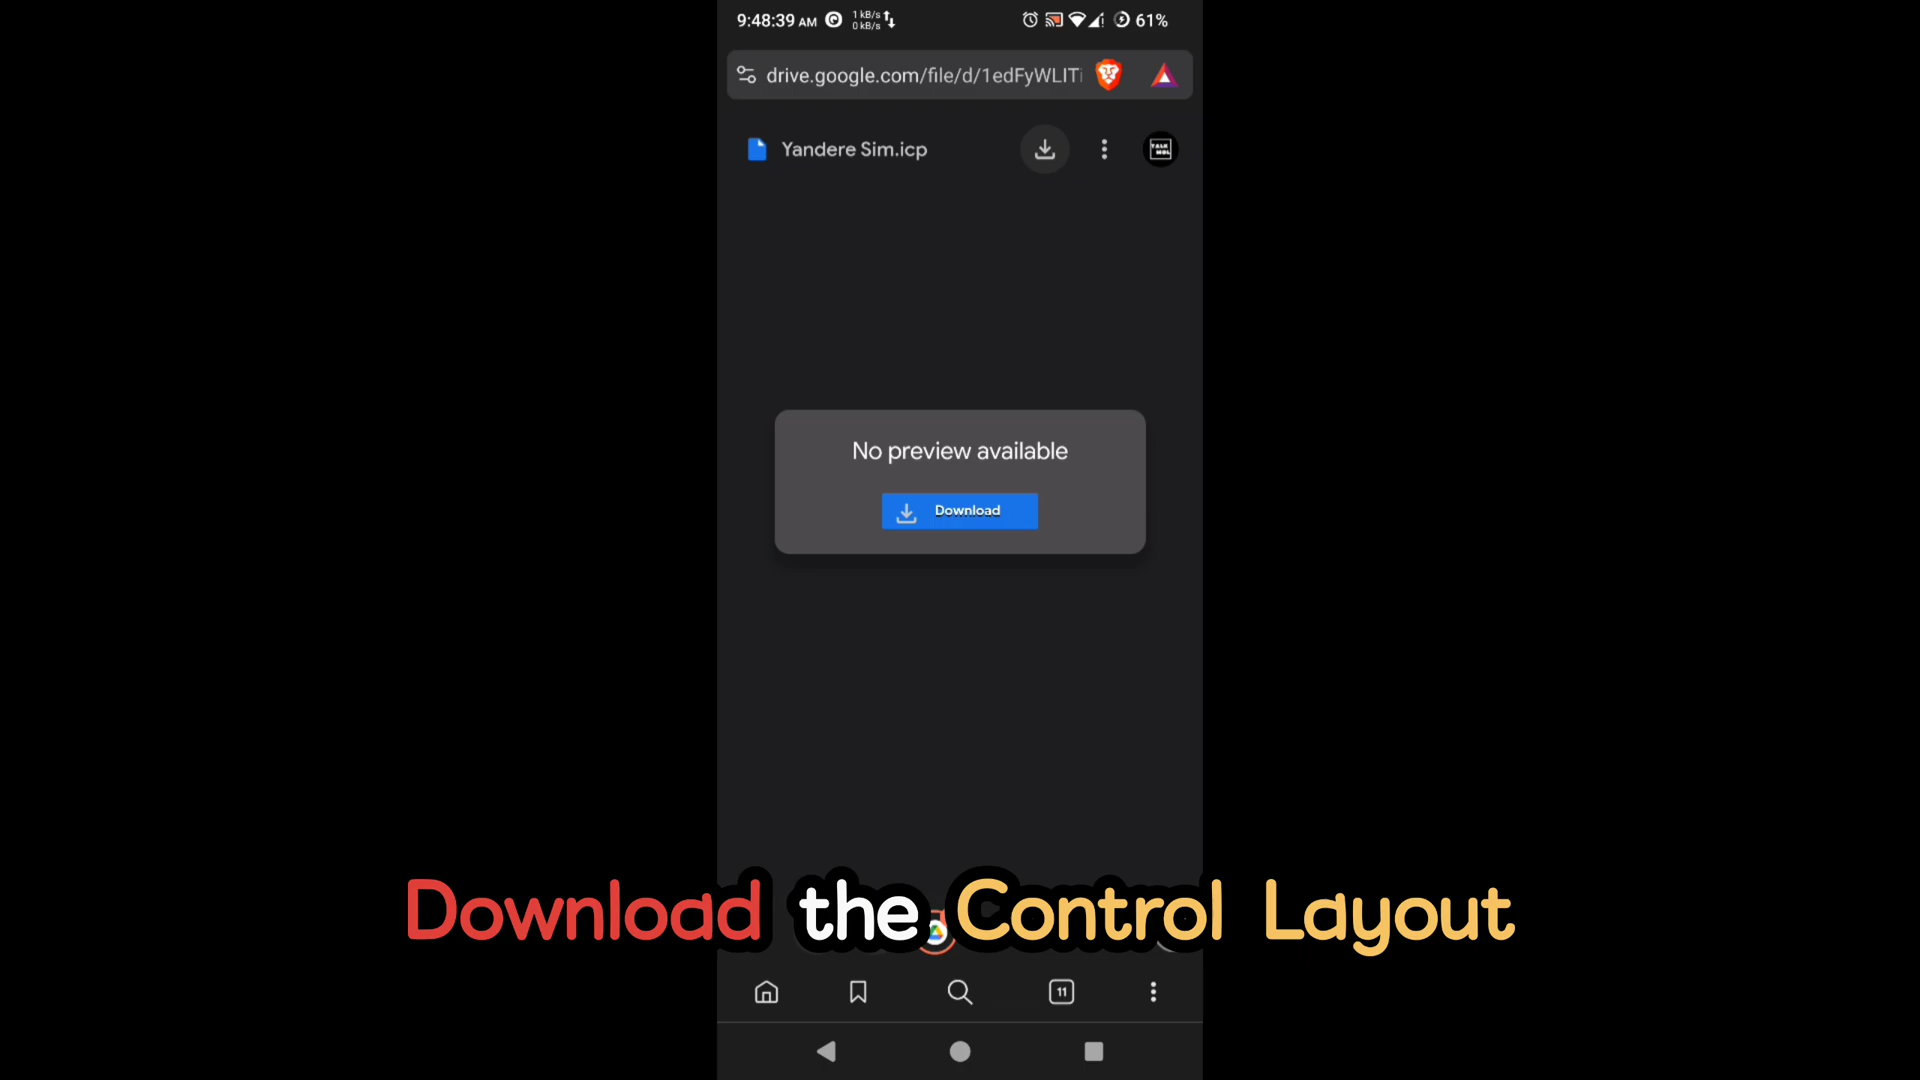 9:48:39 AM 1 kB/s 0 kB/s 61%
drive.google.com/file/d/1edFyWLITi
Yandere Sim.icp
TALK
No preview available
Download
Download the Control Layout
11